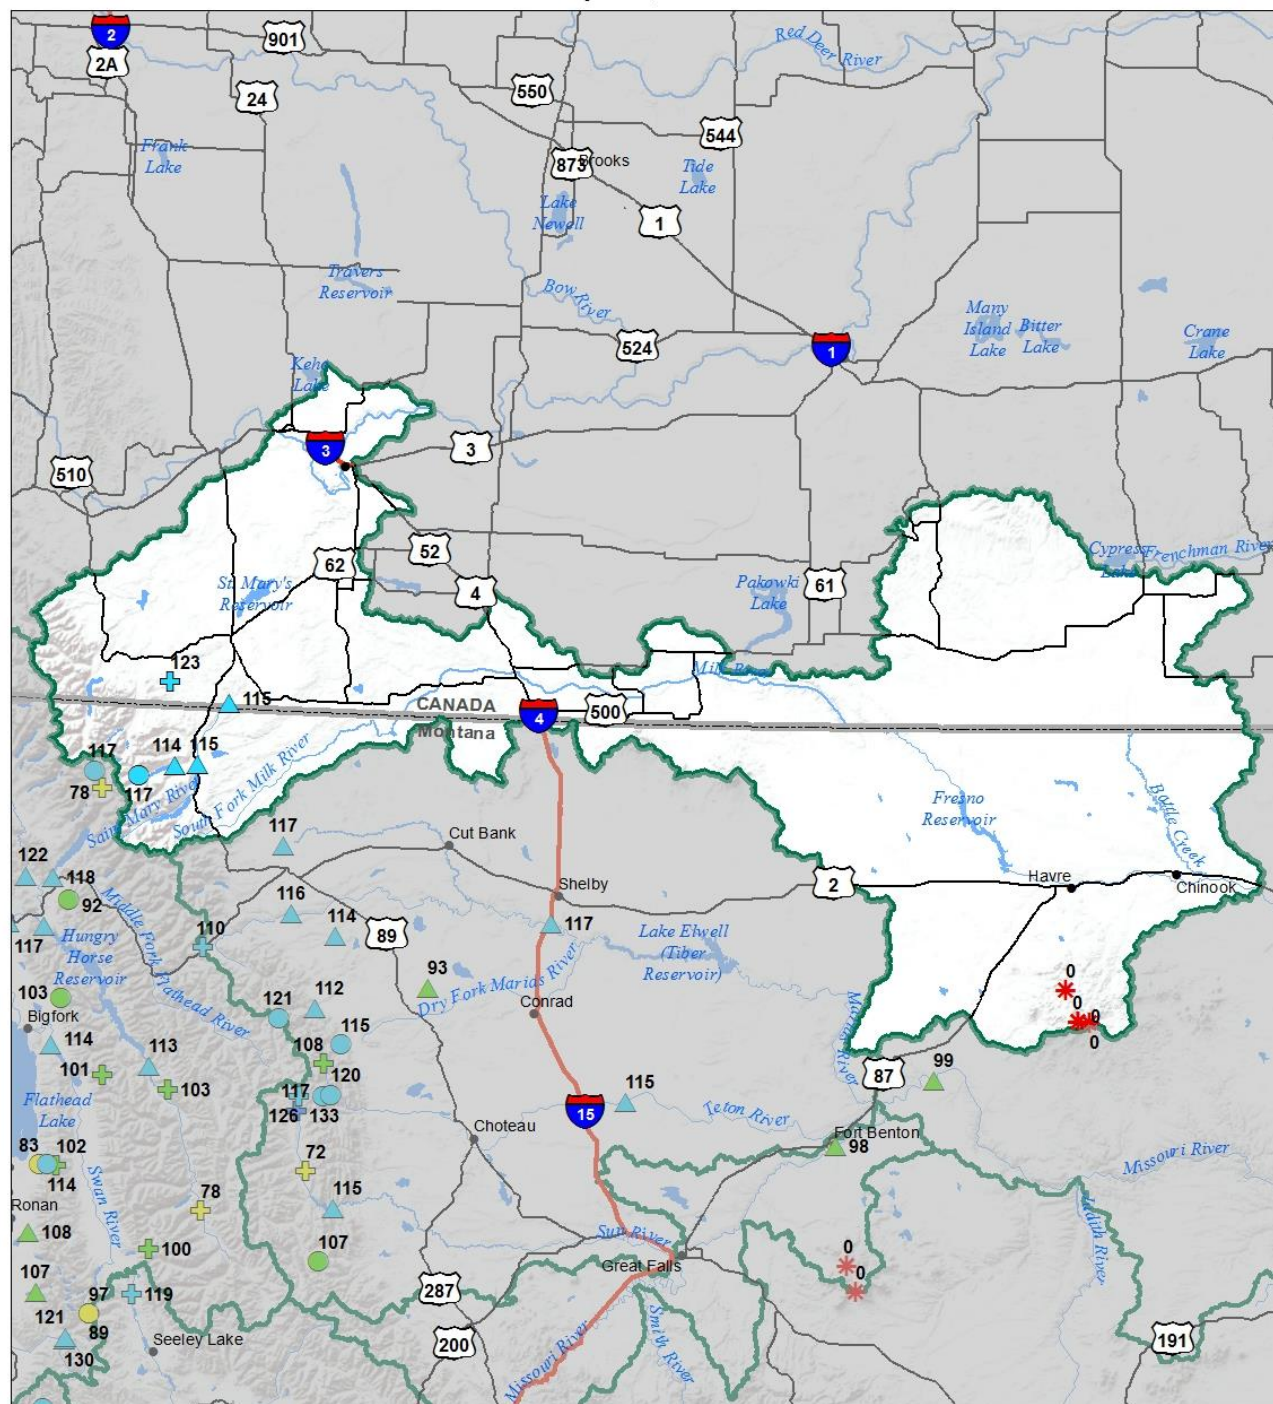 2
901
2A
24
550
544
873
Brooks
1
Red Deer River
Frank
Lake
Tide
Lake
Lake
Newell
Travers
Reservoir
Bow River
524
1
Many
Island
Lake
Bitter
Lake
Crane
Lake
Lake
3
3
510
52
62
4
61
St. Mary's
Reservoir
Pakowki
Lake
Cypress
Lake
Frenchman River
123
115
CANADA
Montana
4
500
Milk River
117
114
115
78
117
Saint Mary River
South Fork Milk River
Fresno
Reservoir
Battle Creek
117
Cut Bank
122
118
92
116
114
Shelby
2
Havre
Chinook
117
Hungry
Horse
Reservoir
Middle Fork Flathead River
110
89
117
Lake Elwell
(Tiber
Reservoir)
103
Bigfork
93
Dry Fork Marias River
Conrad
Marias River
0
0
0
0
121
112
115
114
113
108
101
103
117
120
126
133
Flathead
Lake
15
115
Teton River
87
99
Choteau
Fort Benton
98
Missouri River
83
102
114
72
78
115
Swan River
Ronan
108
100
107
Sun River
Great Falls
Judith River
0
0
107
97
119
287
121
89
130
Seeley Lake
200
Missouri River
Smith River
191